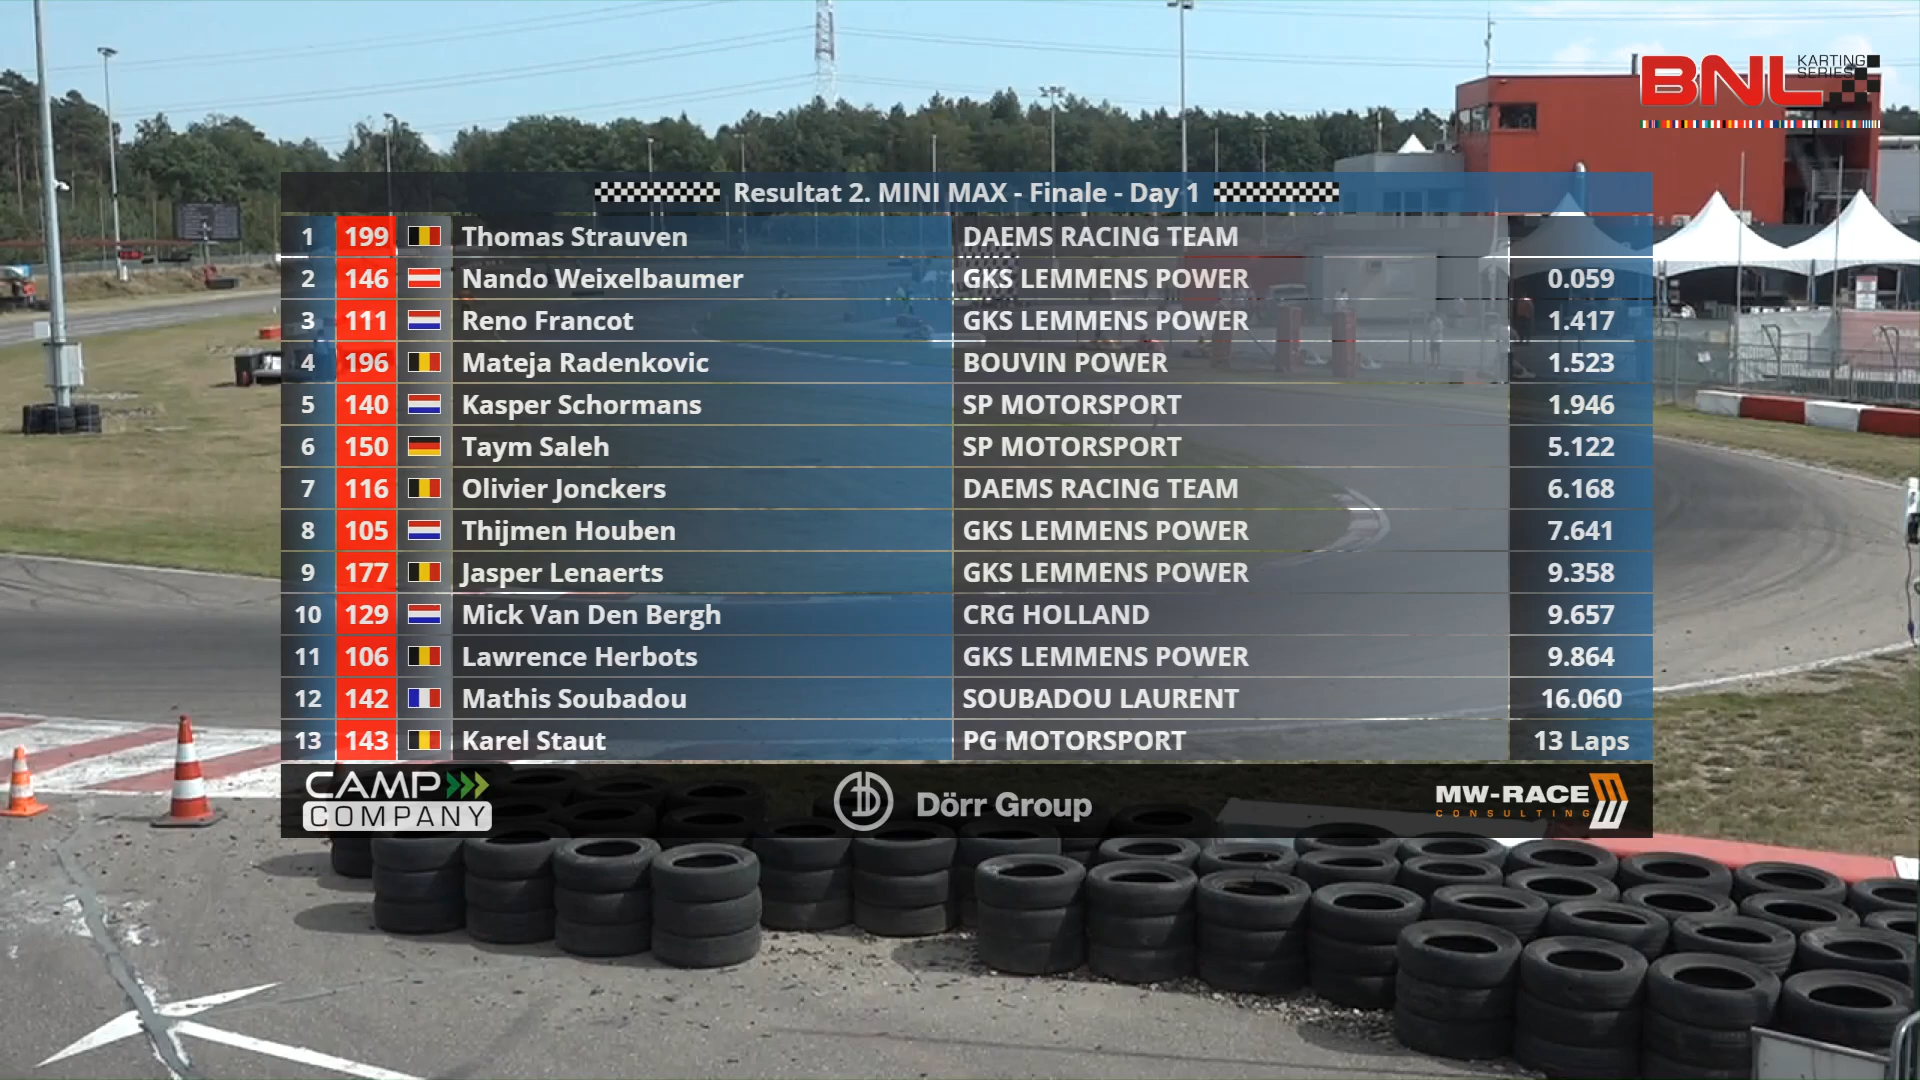 BNL KARTING
SERIES
Resultat 2. MINI MAX - Finale - Day 1
1 199 Thomas Strauven DAEMS RACING TEAM
2 146 Nando Weixelbaumer GKS LEMMENS POWER 0.059
3 111 Reno Francot GKS LEMMENS POWER 1.417
4 196 Mateja Radenkovic BOUVIN POWER 1.523
5 140 Kasper Schormans SP MOTORSPORT 1.946
6 150 Taym Saleh SP MOTORSPORT 5.122
7 116 Olivier Jonckers DAEMS RACING TEAM 6.168
8 105 Thijmen Houben GKS LEMMENS POWER 7.641
9 177 Jasper Lenaerts GKS LEMMENS POWER 9.358
10 129 Mick Van Den Bergh CRG HOLLAND 9.657
11 106 Lawrence Herbots GKS LEMMENS POWER 9.864
12 142 Mathis Soubadou SOUBADOU LAURENT 16.060
13 143 Karel Staut PG MOTORSPORT 13 Laps
CAMP
COMPANY
Dörr Group
MW-RACE
CONSULTING